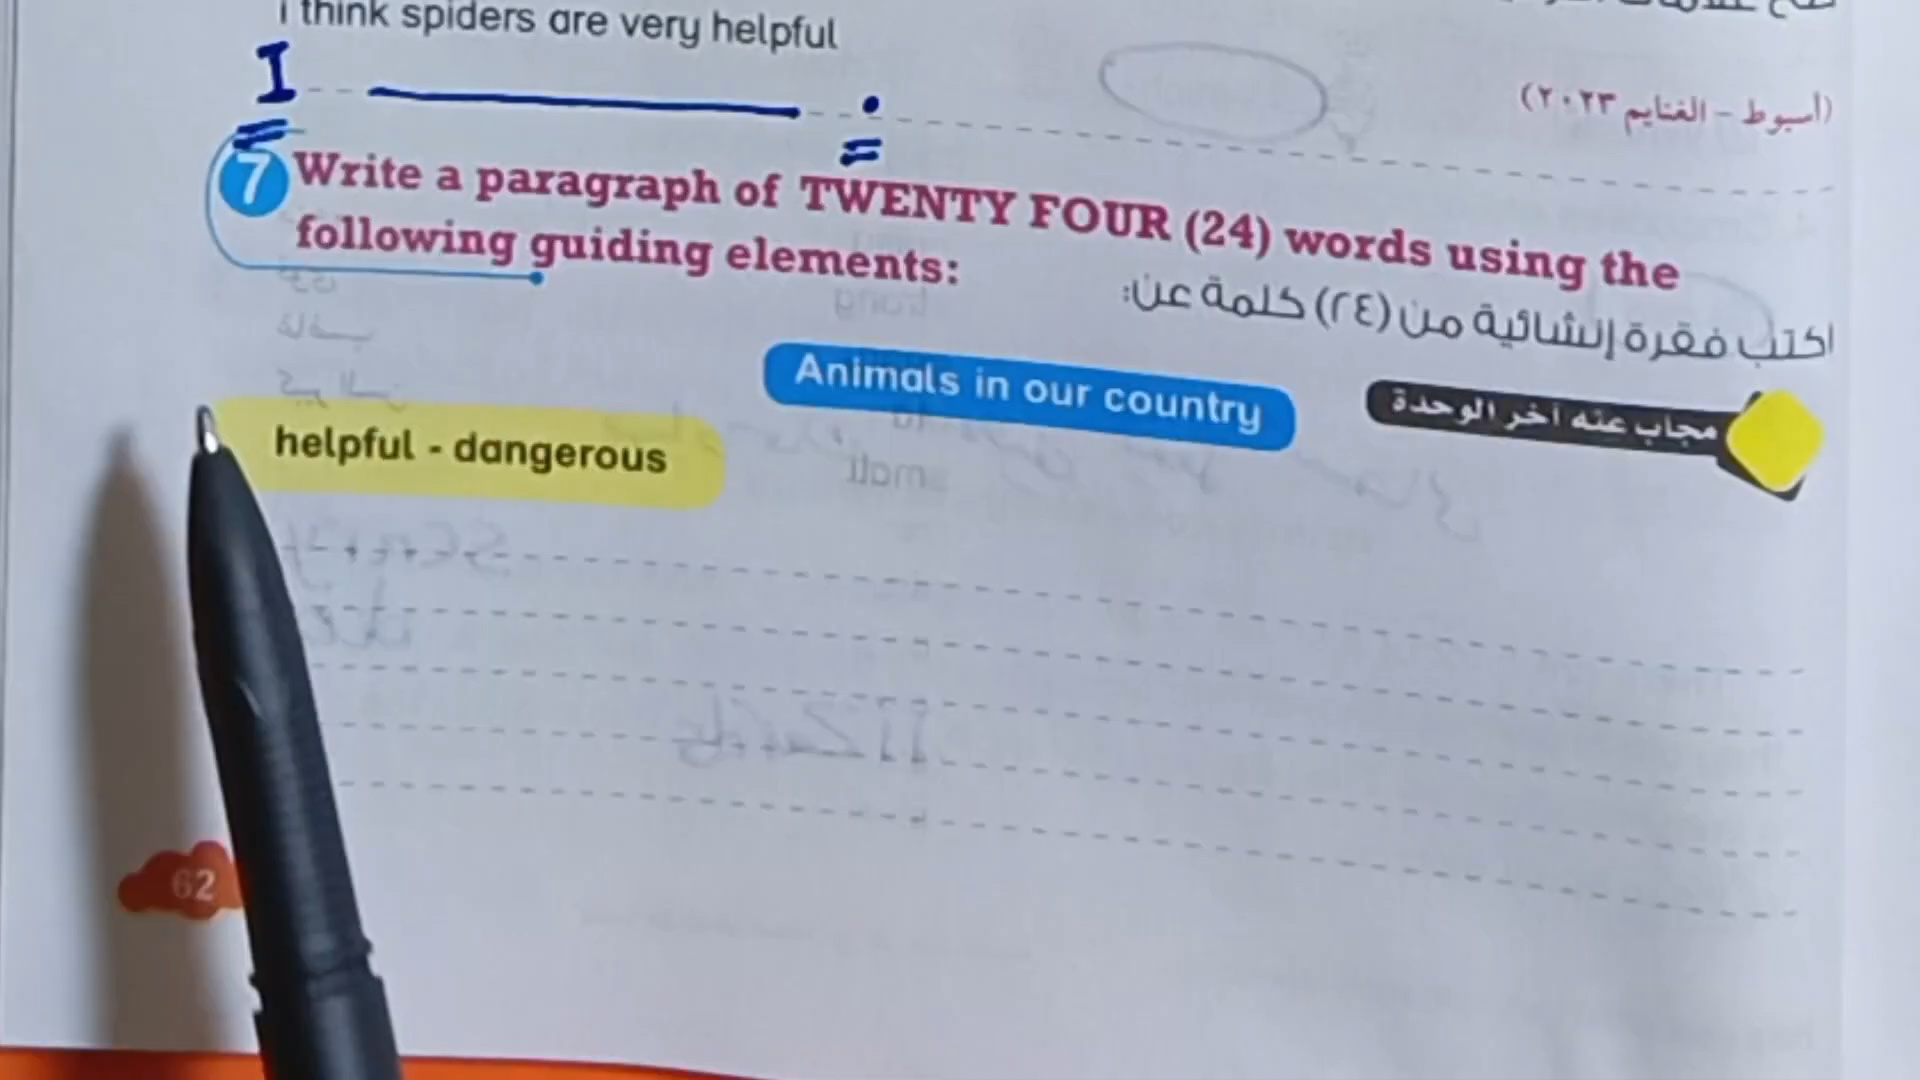 I think spiders are very helpful
I .
(أسيوط - الغنايم ٢٠٢٣)
7 Write a paragraph of TWENTY FOUR (24) words using the
following guiding elements:
اكتب فقرة إنشائية من (٢٤) كلمة عن:
Animals in our country
مجاب عنه آخر الوحدة
helpful - dangerous
62